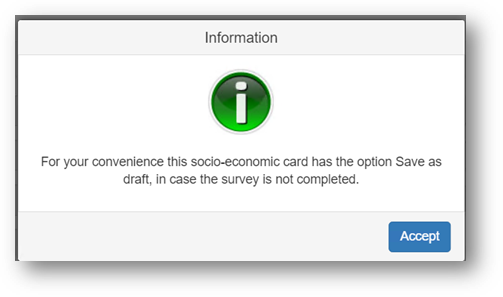 Information
For your convenience this socio-economic card has the option Save as
draft, in case the survey is not completed.
Accept